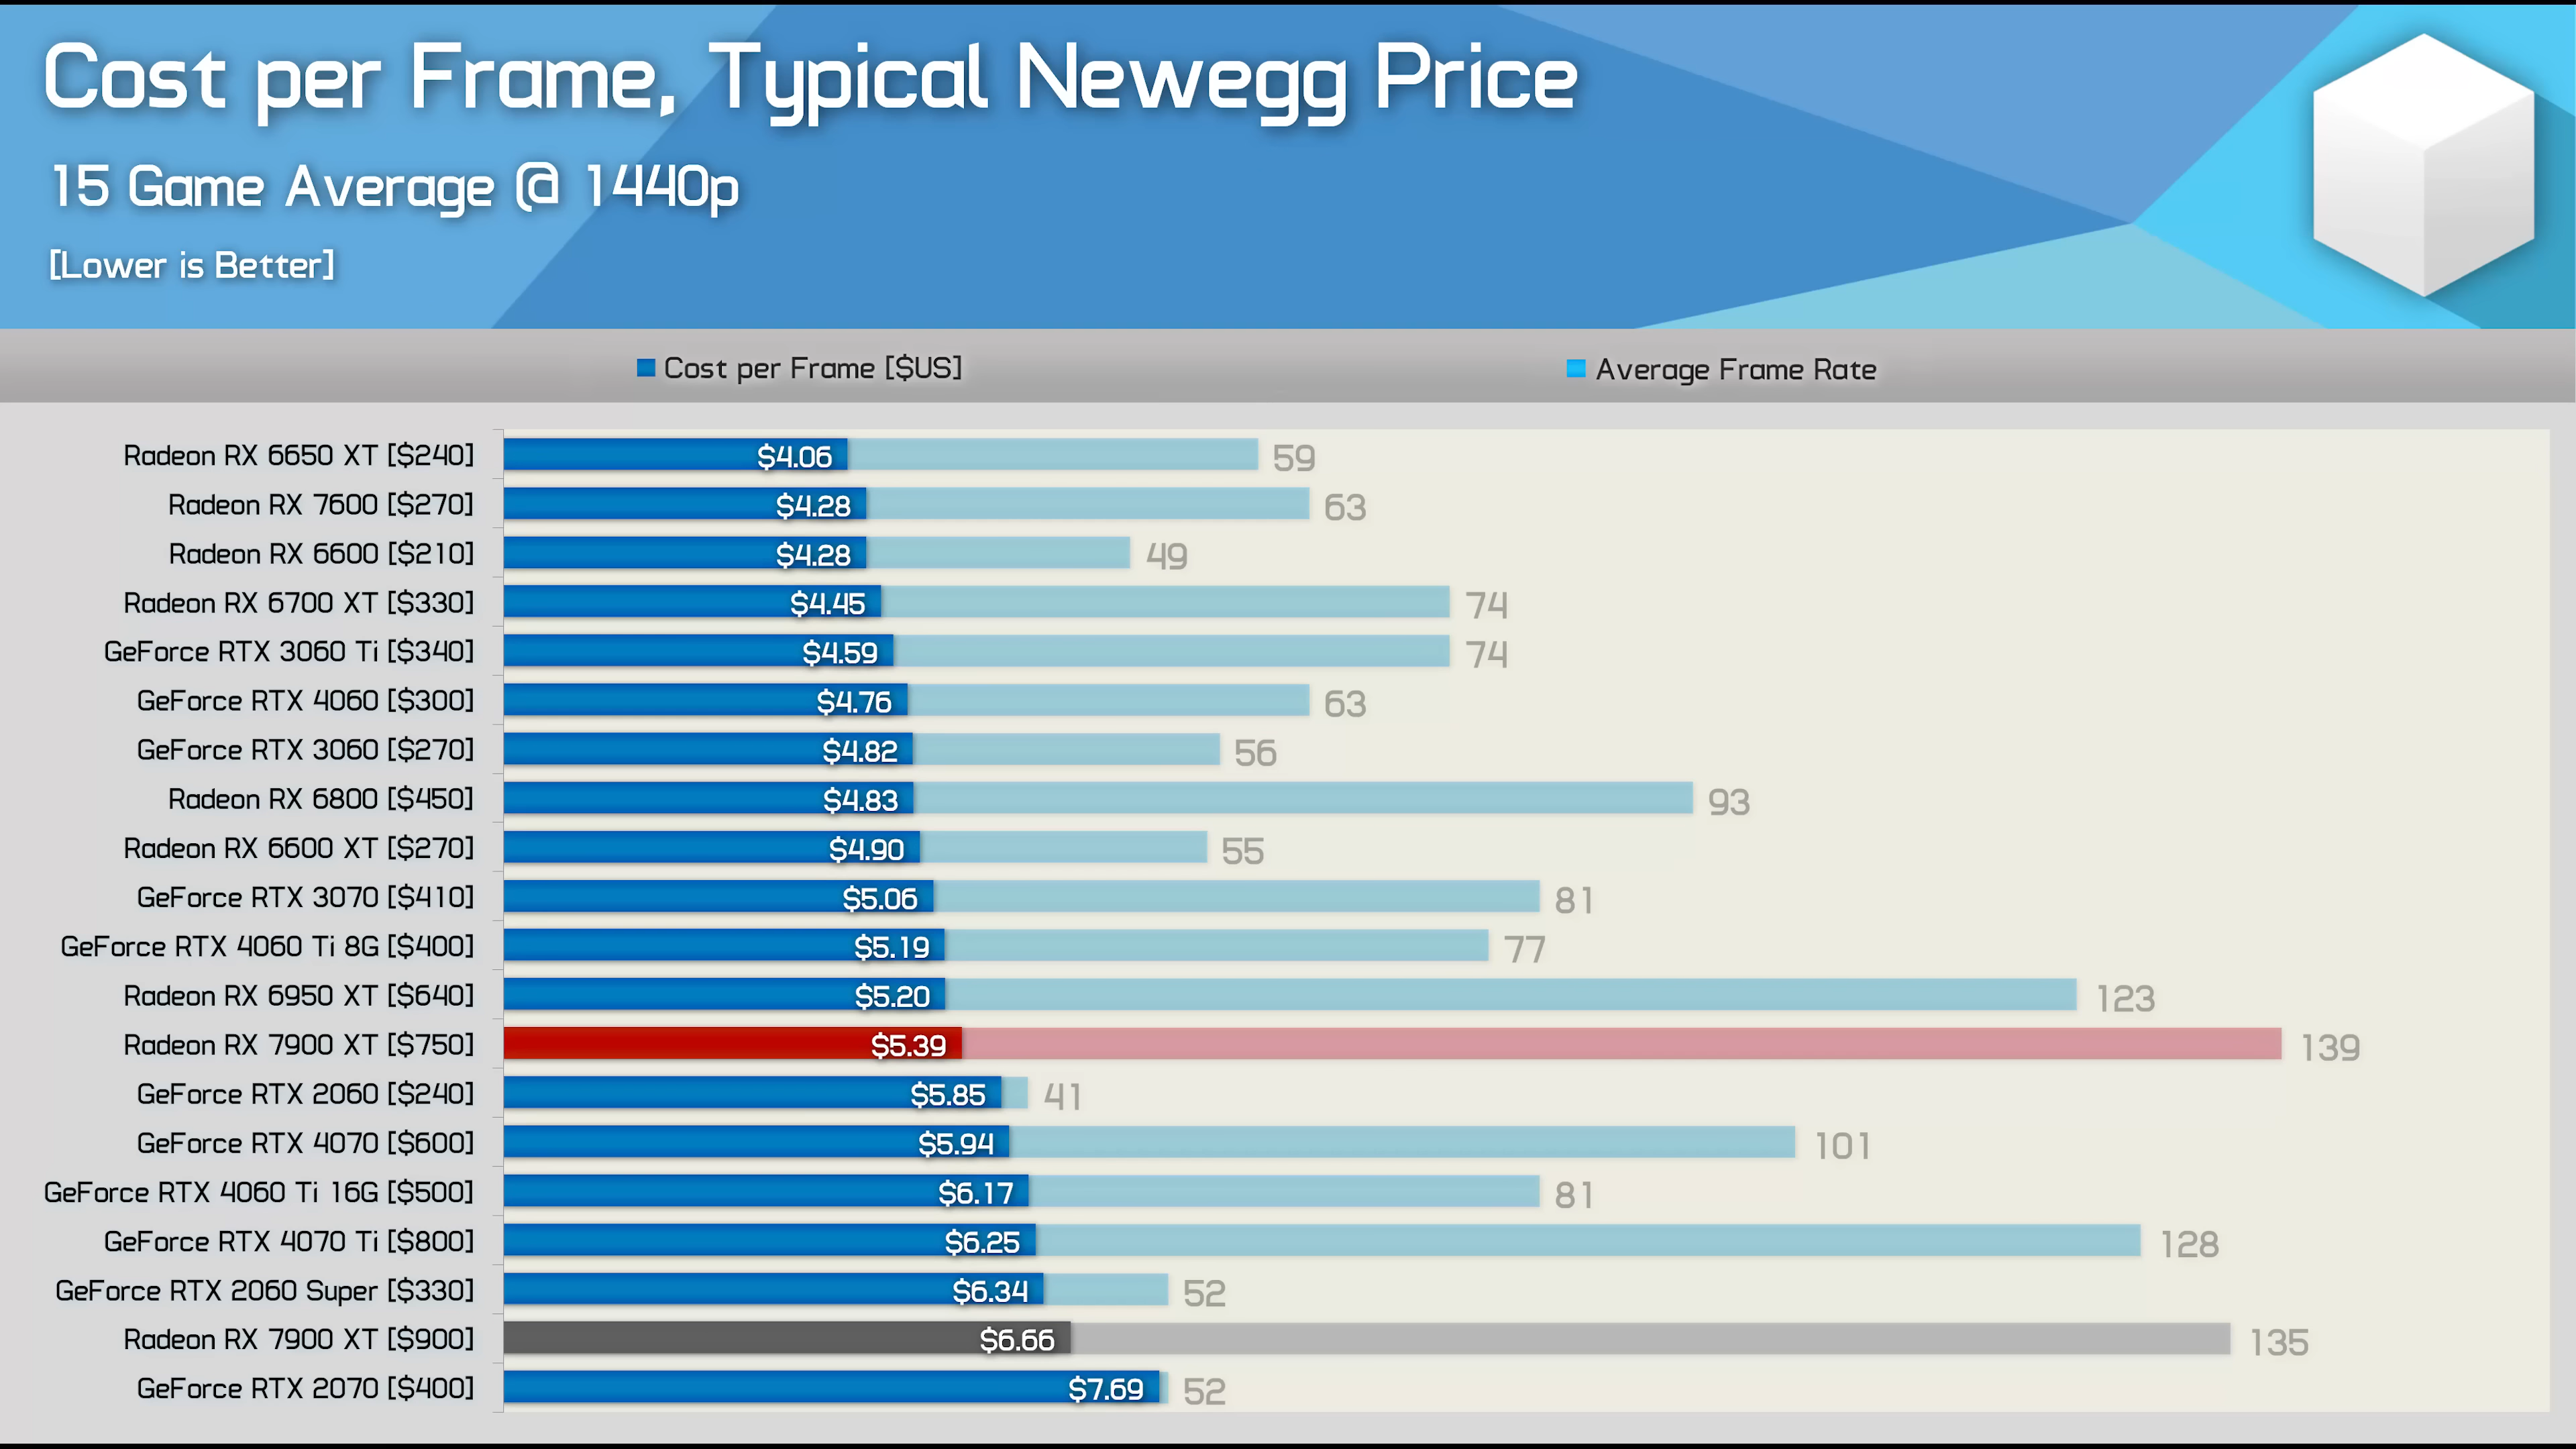 Cost per Frame, Typical Newegg Price
15 Game Average @ 1440p
[Lower is Better]
Cost per Frame [$US] Average Frame Rate
Radeon RX 6650 XT [$240] $4.06 59
Radeon RX 7600 [$270] $4.28 63
Radeon RX 6600 [$210] $4.28 49
Radeon RX 6700 XT [$330] $4.45 74
GeForce RTX 3060 Ti [$340] $4.59 74
GeForce RTX 4060 [$300] $4.76 63
GeForce RTX 3060 [$270] $4.82 56
Radeon RX 6800 [$450] $4.83 93
Radeon RX 6600 XT [$270] $4.90 55
GeForce RTX 3070 [$410] $5.06 81
GeForce RTX 4060 Ti 8G [$400] $5.19 77
Radeon RX 6950 XT [$640] $5.20 123
Radeon RX 7900 XT [$750] $5.39 139
GeForce RTX 2060 [$240] $5.85 41
GeForce RTX 4070 [$600] $5.94 101
GeForce RTX 4060 Ti 16G [$500] $6.17 81
GeForce RTX 4070 Ti [$800] $6.25 128
GeForce RTX 2060 Super [$330] $6.34 52
Radeon RX 7900 XT [$900] $6.66 135
GeForce RTX 2070 [$400] $7.69 52